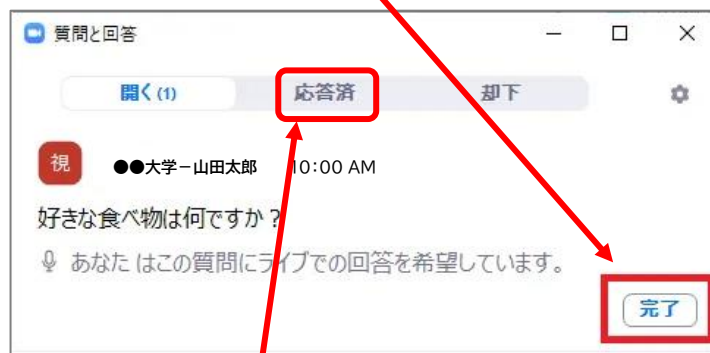 質問と回答
開く(1) 応答済 却下
視 ●●大学－山田太郎 10:00 AM
好きな食べ物は何ですか？
あなた はこの質問にライブでの回答を希望しています。
完了